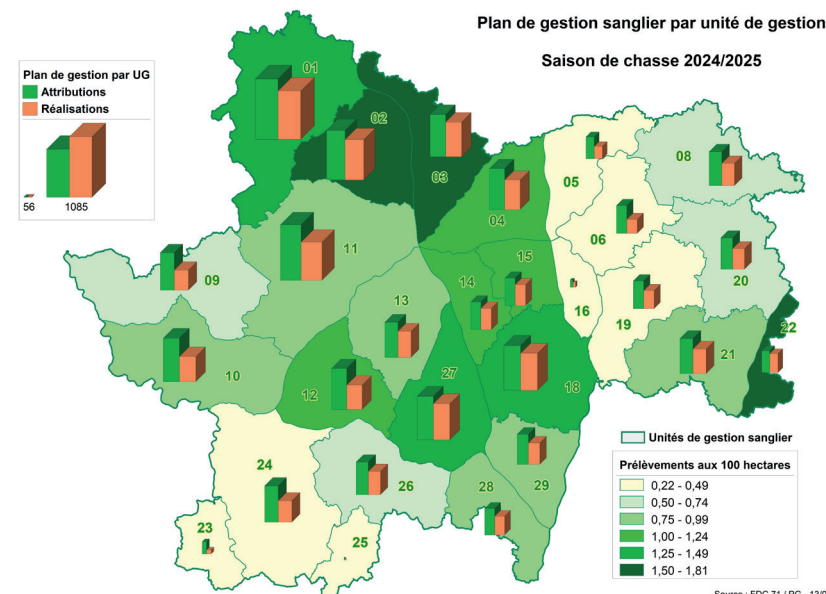 Plan de gestion sanglier par unité de gestion
Saison de chasse 2024/2025
Plan de gestion par UG
Attributions
Réalisations
56 1085
01
02
03
04
05
08
06
11
15
09
14
13
16
19
20
22
10
12
27
18
21
24
26
28
29
23
25
Unités de gestion sanglier
Prélèvements aux 100 hectares
0,22 - 0,49
0,50 - 0,74
0,75 - 0,99
1,00 - 1,24
1,25 - 1,49
1,50 - 1,81